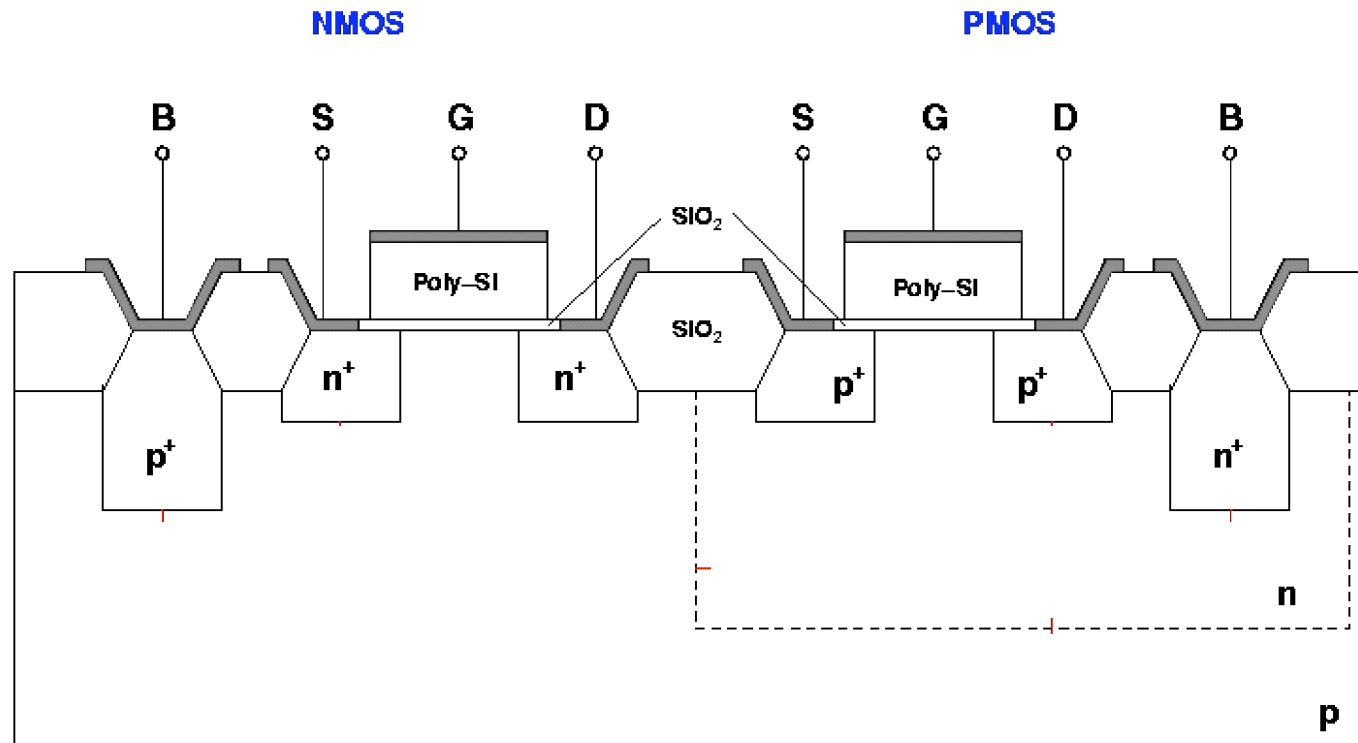 NMOS PMOS
B S G D S G D B
SIO₂
Poly–SI Poly–SI
SIO₂
n⁺ n⁺ p⁺ p⁺
p⁺ n⁺
n
p